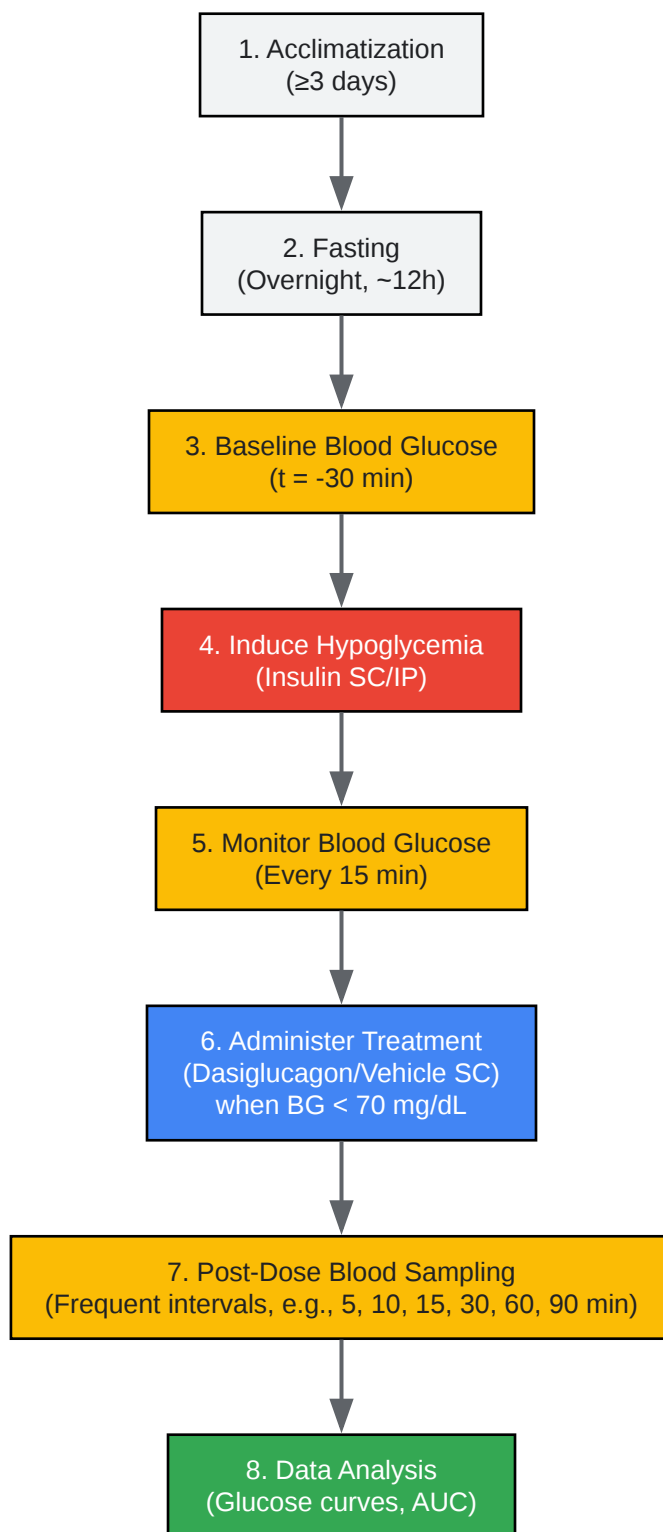 1. Acclimatization
(≥3 days)
2. Fasting
(Overnight, ~12h)
3. Baseline Blood Glucose
(t = -30 min)
4. Induce Hypoglycemia
(Insulin SC/IP)
5. Monitor Blood Glucose
(Every 15 min)
6. Administer Treatment
(Dasiglucagon/Vehicle SC)
when BG < 70 mg/dL
7. Post-Dose Blood Sampling
(Frequent intervals, e.g., 5, 10, 15, 30, 60, 90 min)
8. Data Analysis
(Glucose curves, AUC)